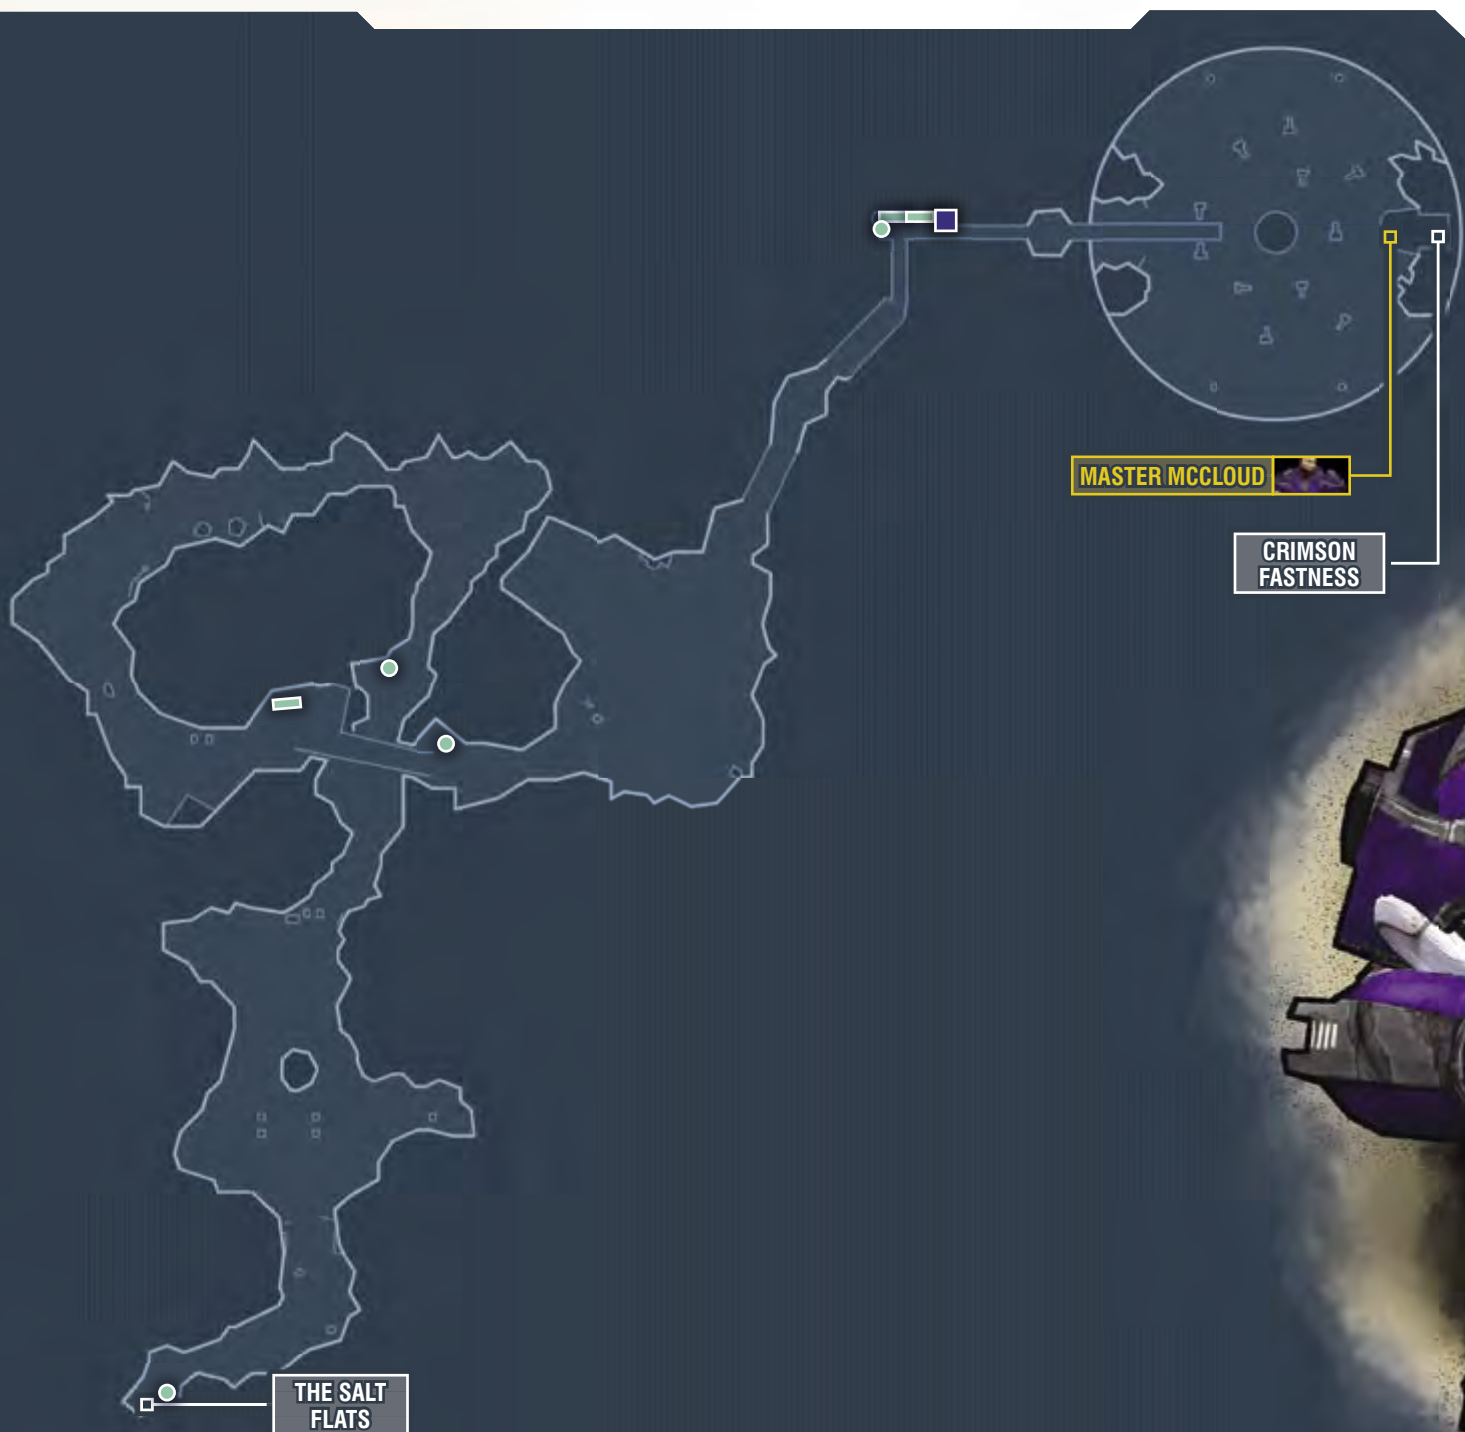 MASTER MCCLOUD
CRIMSON
FASTNESS
THE SALT
FLATS